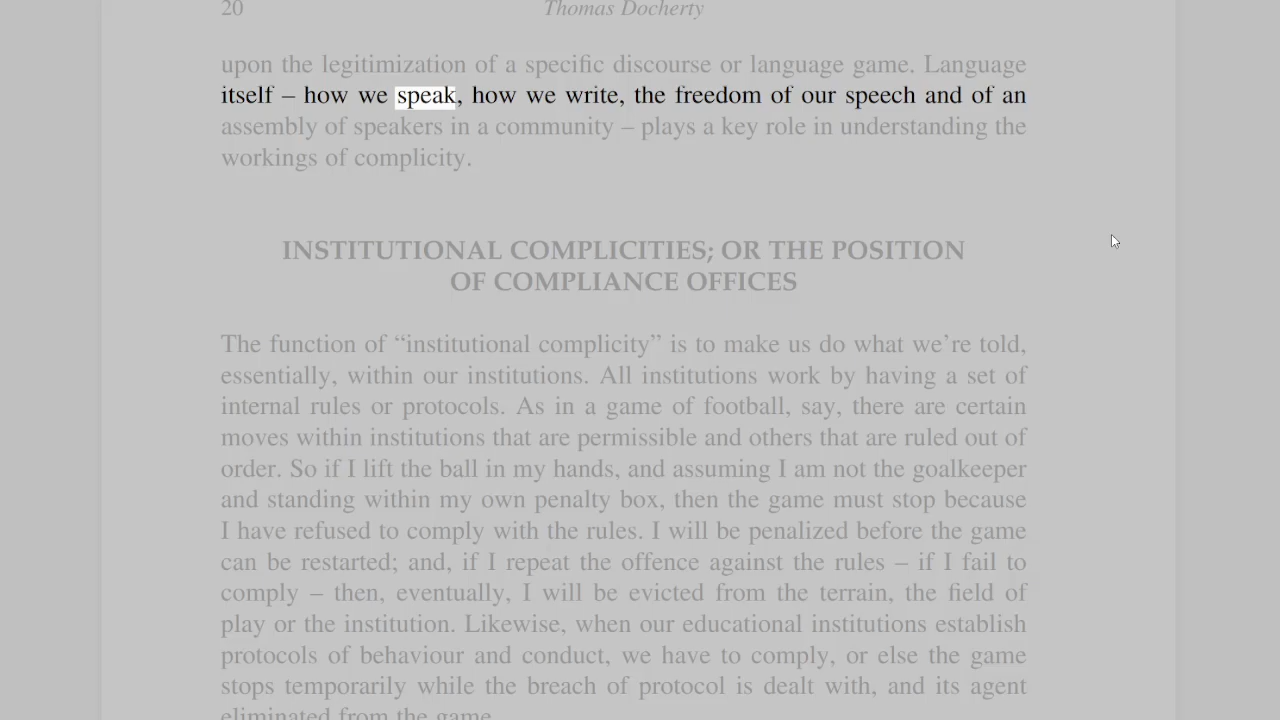 20
Thomas Docherty
upon the legitimization of a specific discourse or language game. Language
itself – how we speak, how we write, the freedom of our speech and of an
assembly of speakers in a community – plays a key role in understanding the
workings of complicity.
INSTITUTIONAL COMPLICITIES; OR THE POSITION
OF COMPLIANCE OFFICES
The function of “institutional complicity” is to make us do what we’re told,
essentially, within our institutions. All institutions work by having a set of
internal rules or protocols. As in a game of football, say, there are certain
moves within institutions that are permissible and others that are ruled out of
order. So if I lift the ball in my hands, and assuming I am not the goalkeeper
and standing within my own penalty box, then the game must stop because
I have refused to comply with the rules. I will be penalized before the game
can be restarted; and, if I repeat the offence against the rules – if I fail to
comply – then, eventually, I will be evicted from the terrain, the field of
play or the institution. Likewise, when our educational institutions establish
protocols of behaviour and conduct, we have to comply, or else the game
stops temporarily while the breach of protocol is dealt with, and its agent
eliminated from the game.